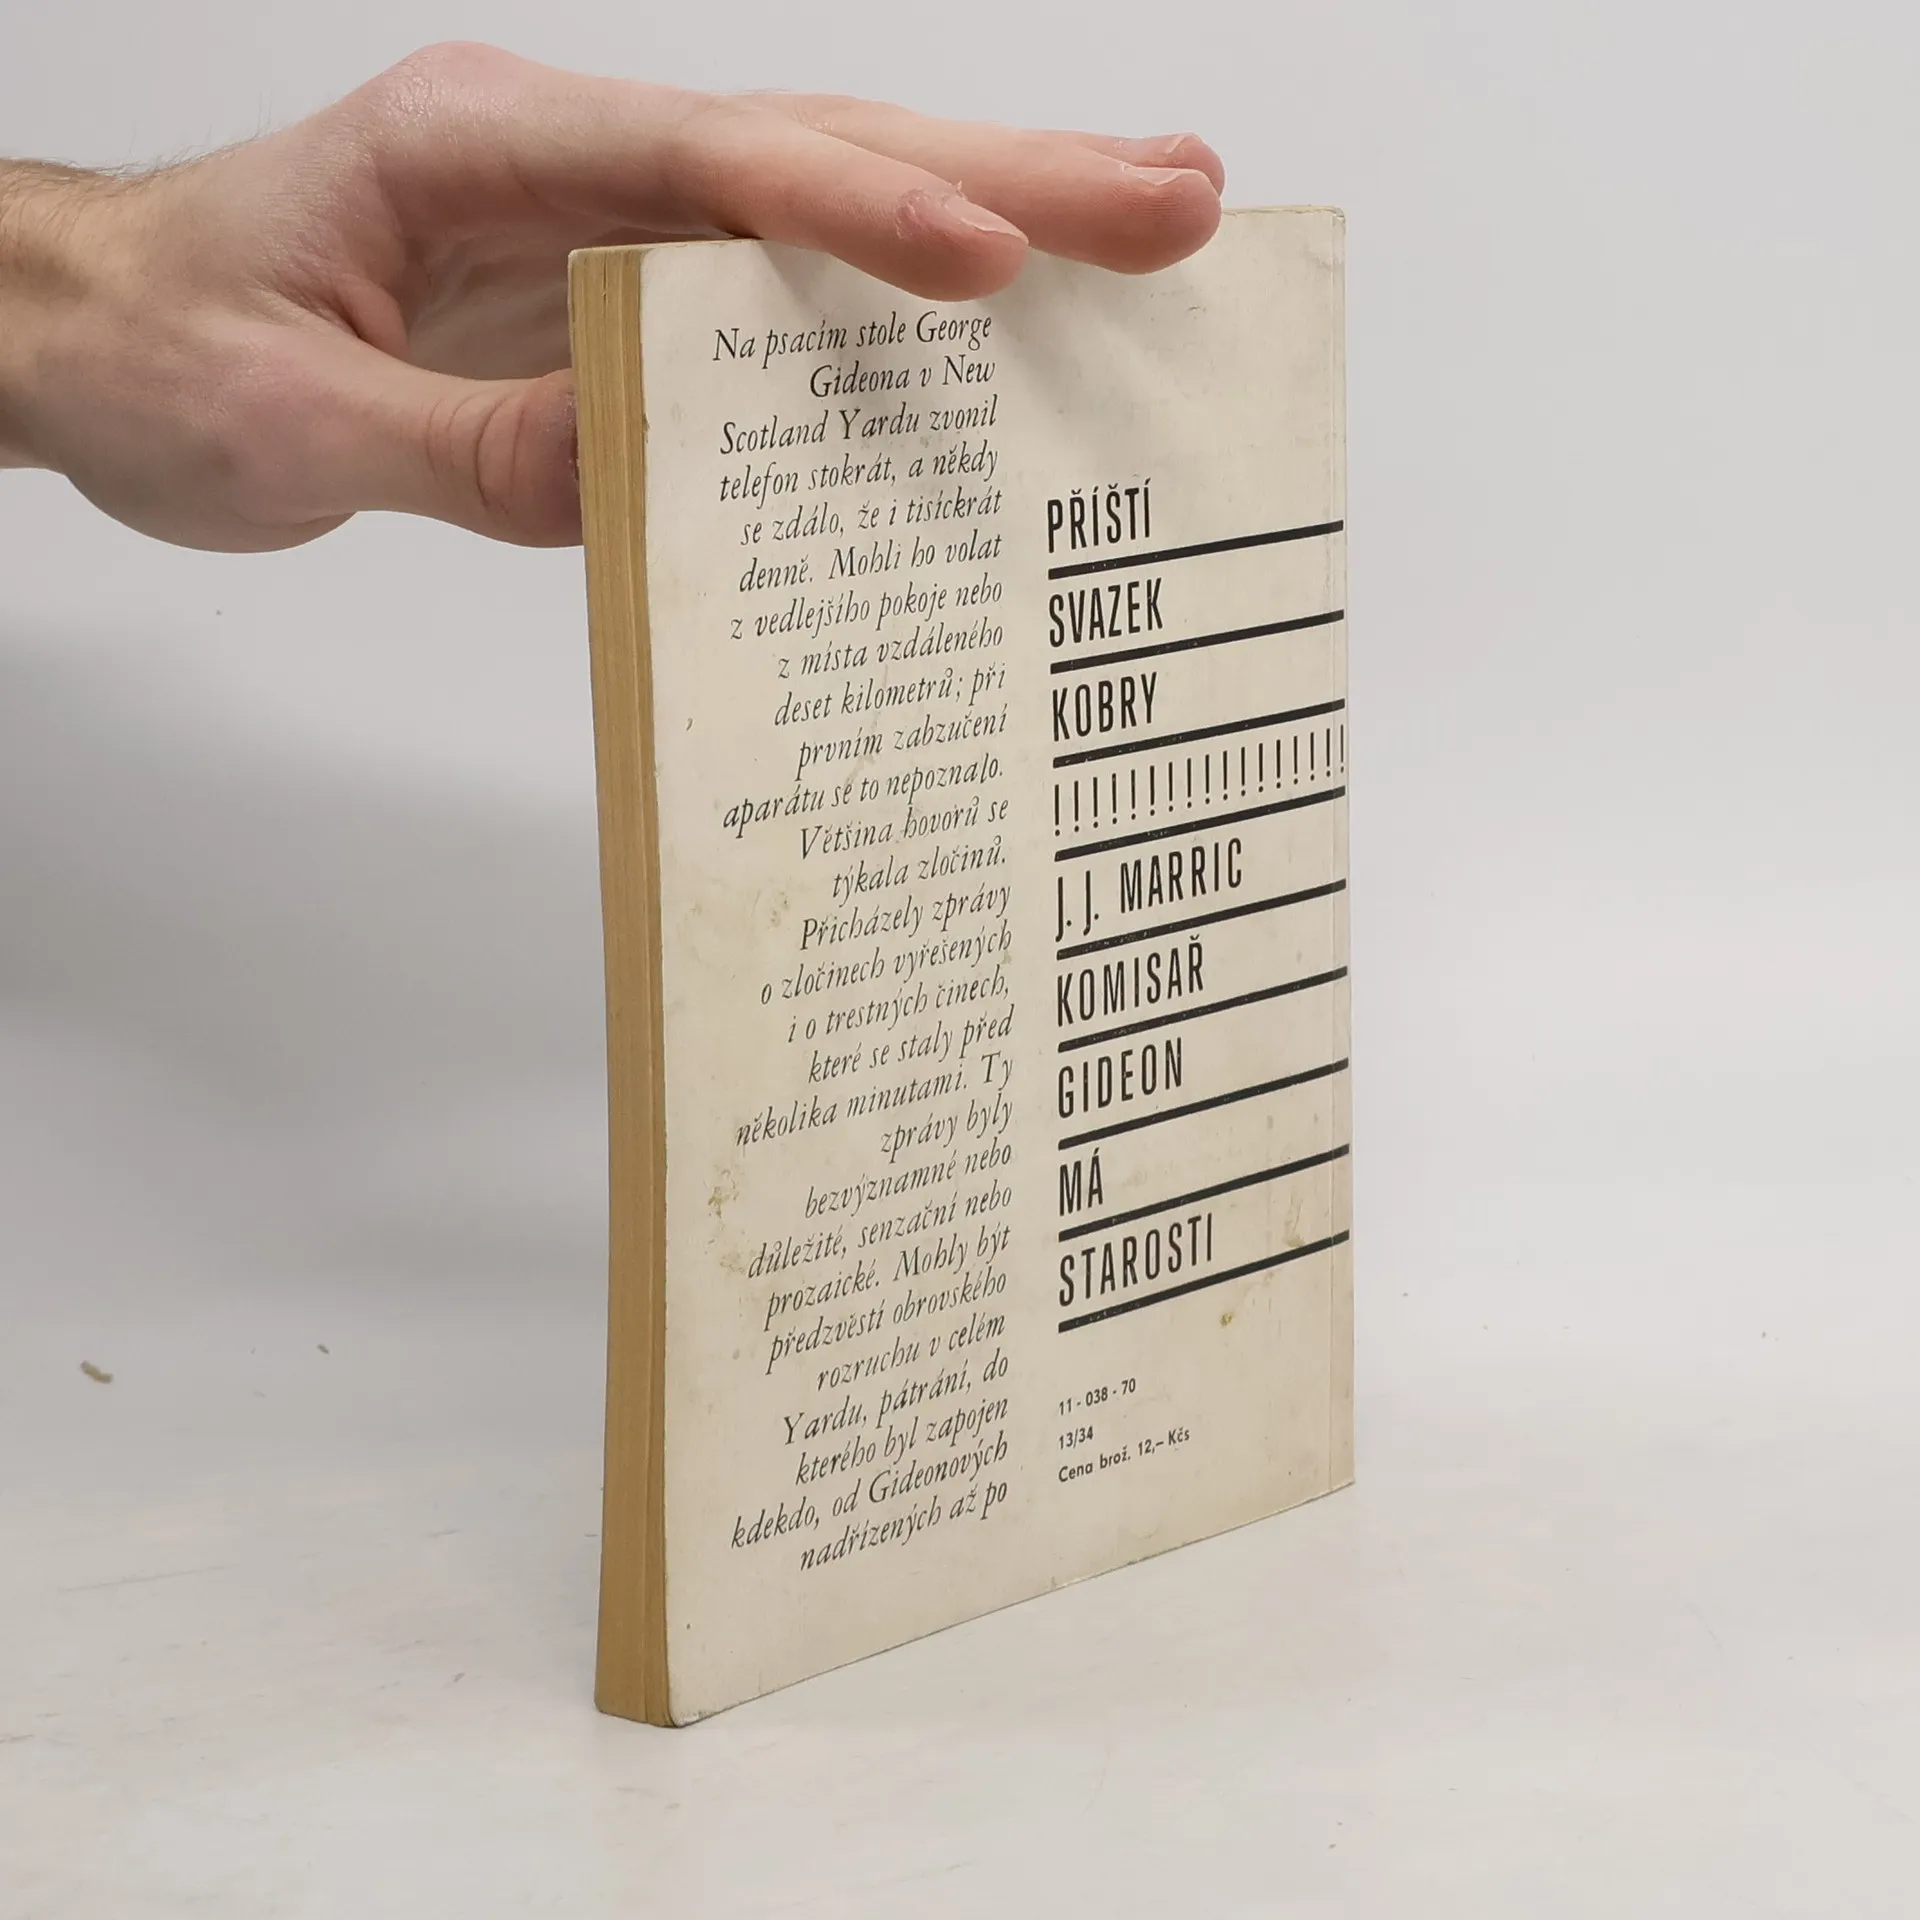 Na psacím stole George
Gideona v New
Scotland Yardu zvonil
telefon stokrát, a někdy
se zdálo, že i tisíckrát
denně. Mohli ho volat
z vedlejšího pokoje nebo
z místa vzdáleného
deset kilometrů; při
prvním zabzučení
aparátu se to nepoznalo.
Většina hovorů se
týkala zločinů.
Přicházely zprávy
o zločinech vyřešených
i o trestných činech,
které se staly před
několika minutami. Ty
zprávy byly
bezvýznamné nebo
důležité, senzační nebo
prozaické. Mohly být
předzvěstí obrovského
rozruchu v celém
Yardu, pátrání, do
kterého byl zapojen
kdekdo, od Gideonových
nadřízených až po
PŘÍŠTÍ
SVAZEK
KOBRY
!!!!!!!!!!!!!!!!!
J. J. MARRIC
KOMISAŘ
GIDEON
MÁ
STAROSTI
11 - 038 - 70
13/34
Cena brož. 12,– Kčs